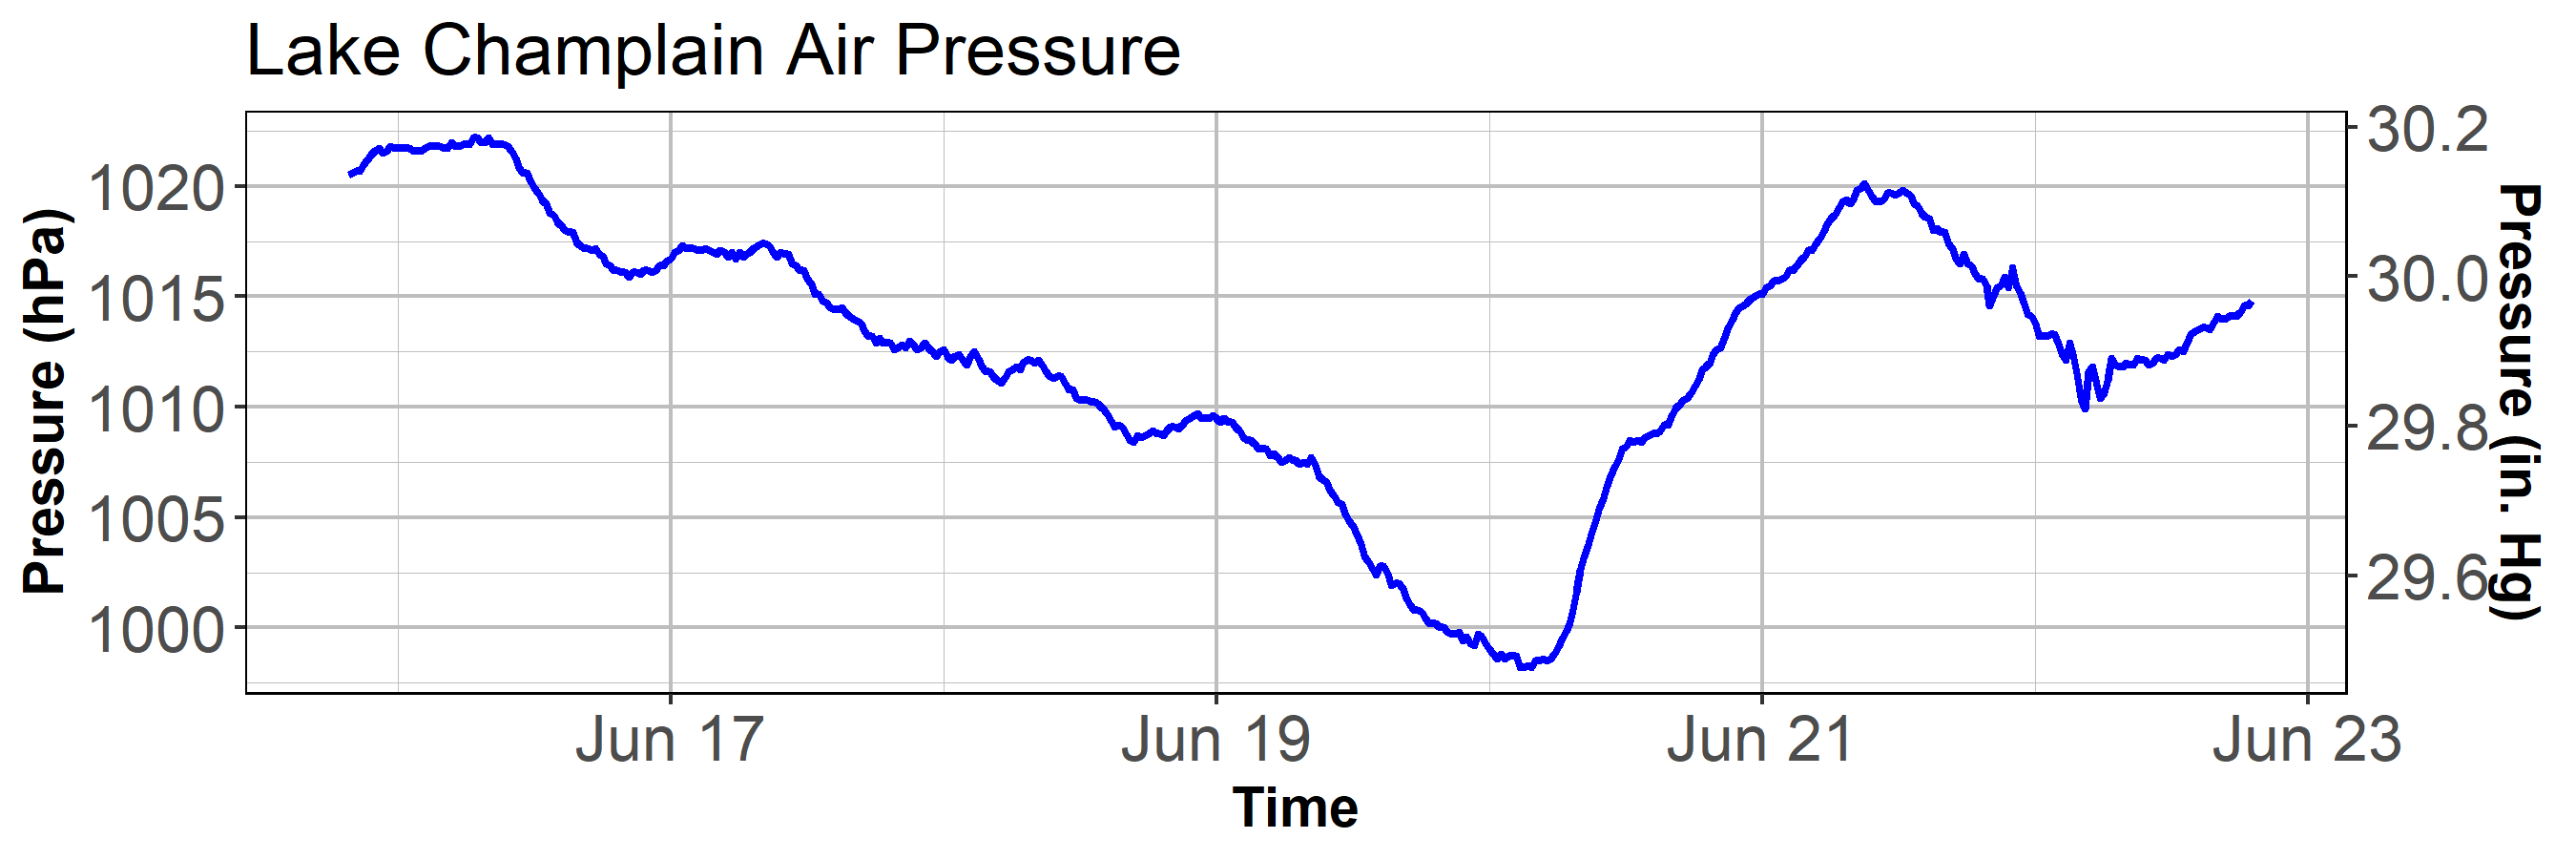 Lake Champlain Air Pressure
Pressure (hPa)
1020
1015
1010
1005
1000
30.2
30.0
29.8
29.6
Pressure (in. Hg)
Jun 17
Jun 19
Jun 21
Jun 23
Time